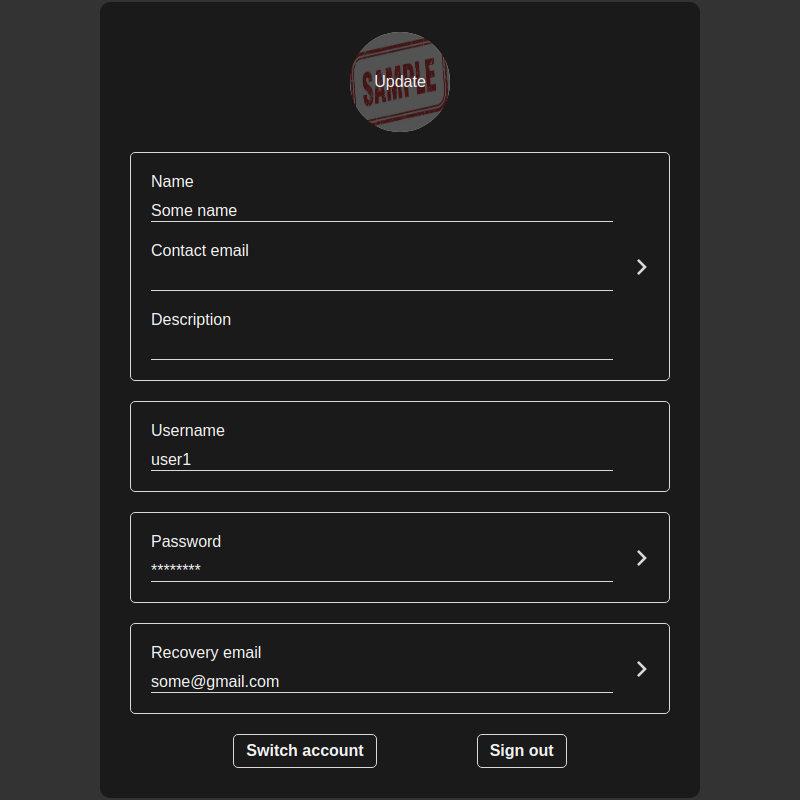 SAMPLE
Update
Name
Some name
Contact email
Description
Username
user1
Password
********
Recovery email
some@gmail.com
Switch account
Sign out